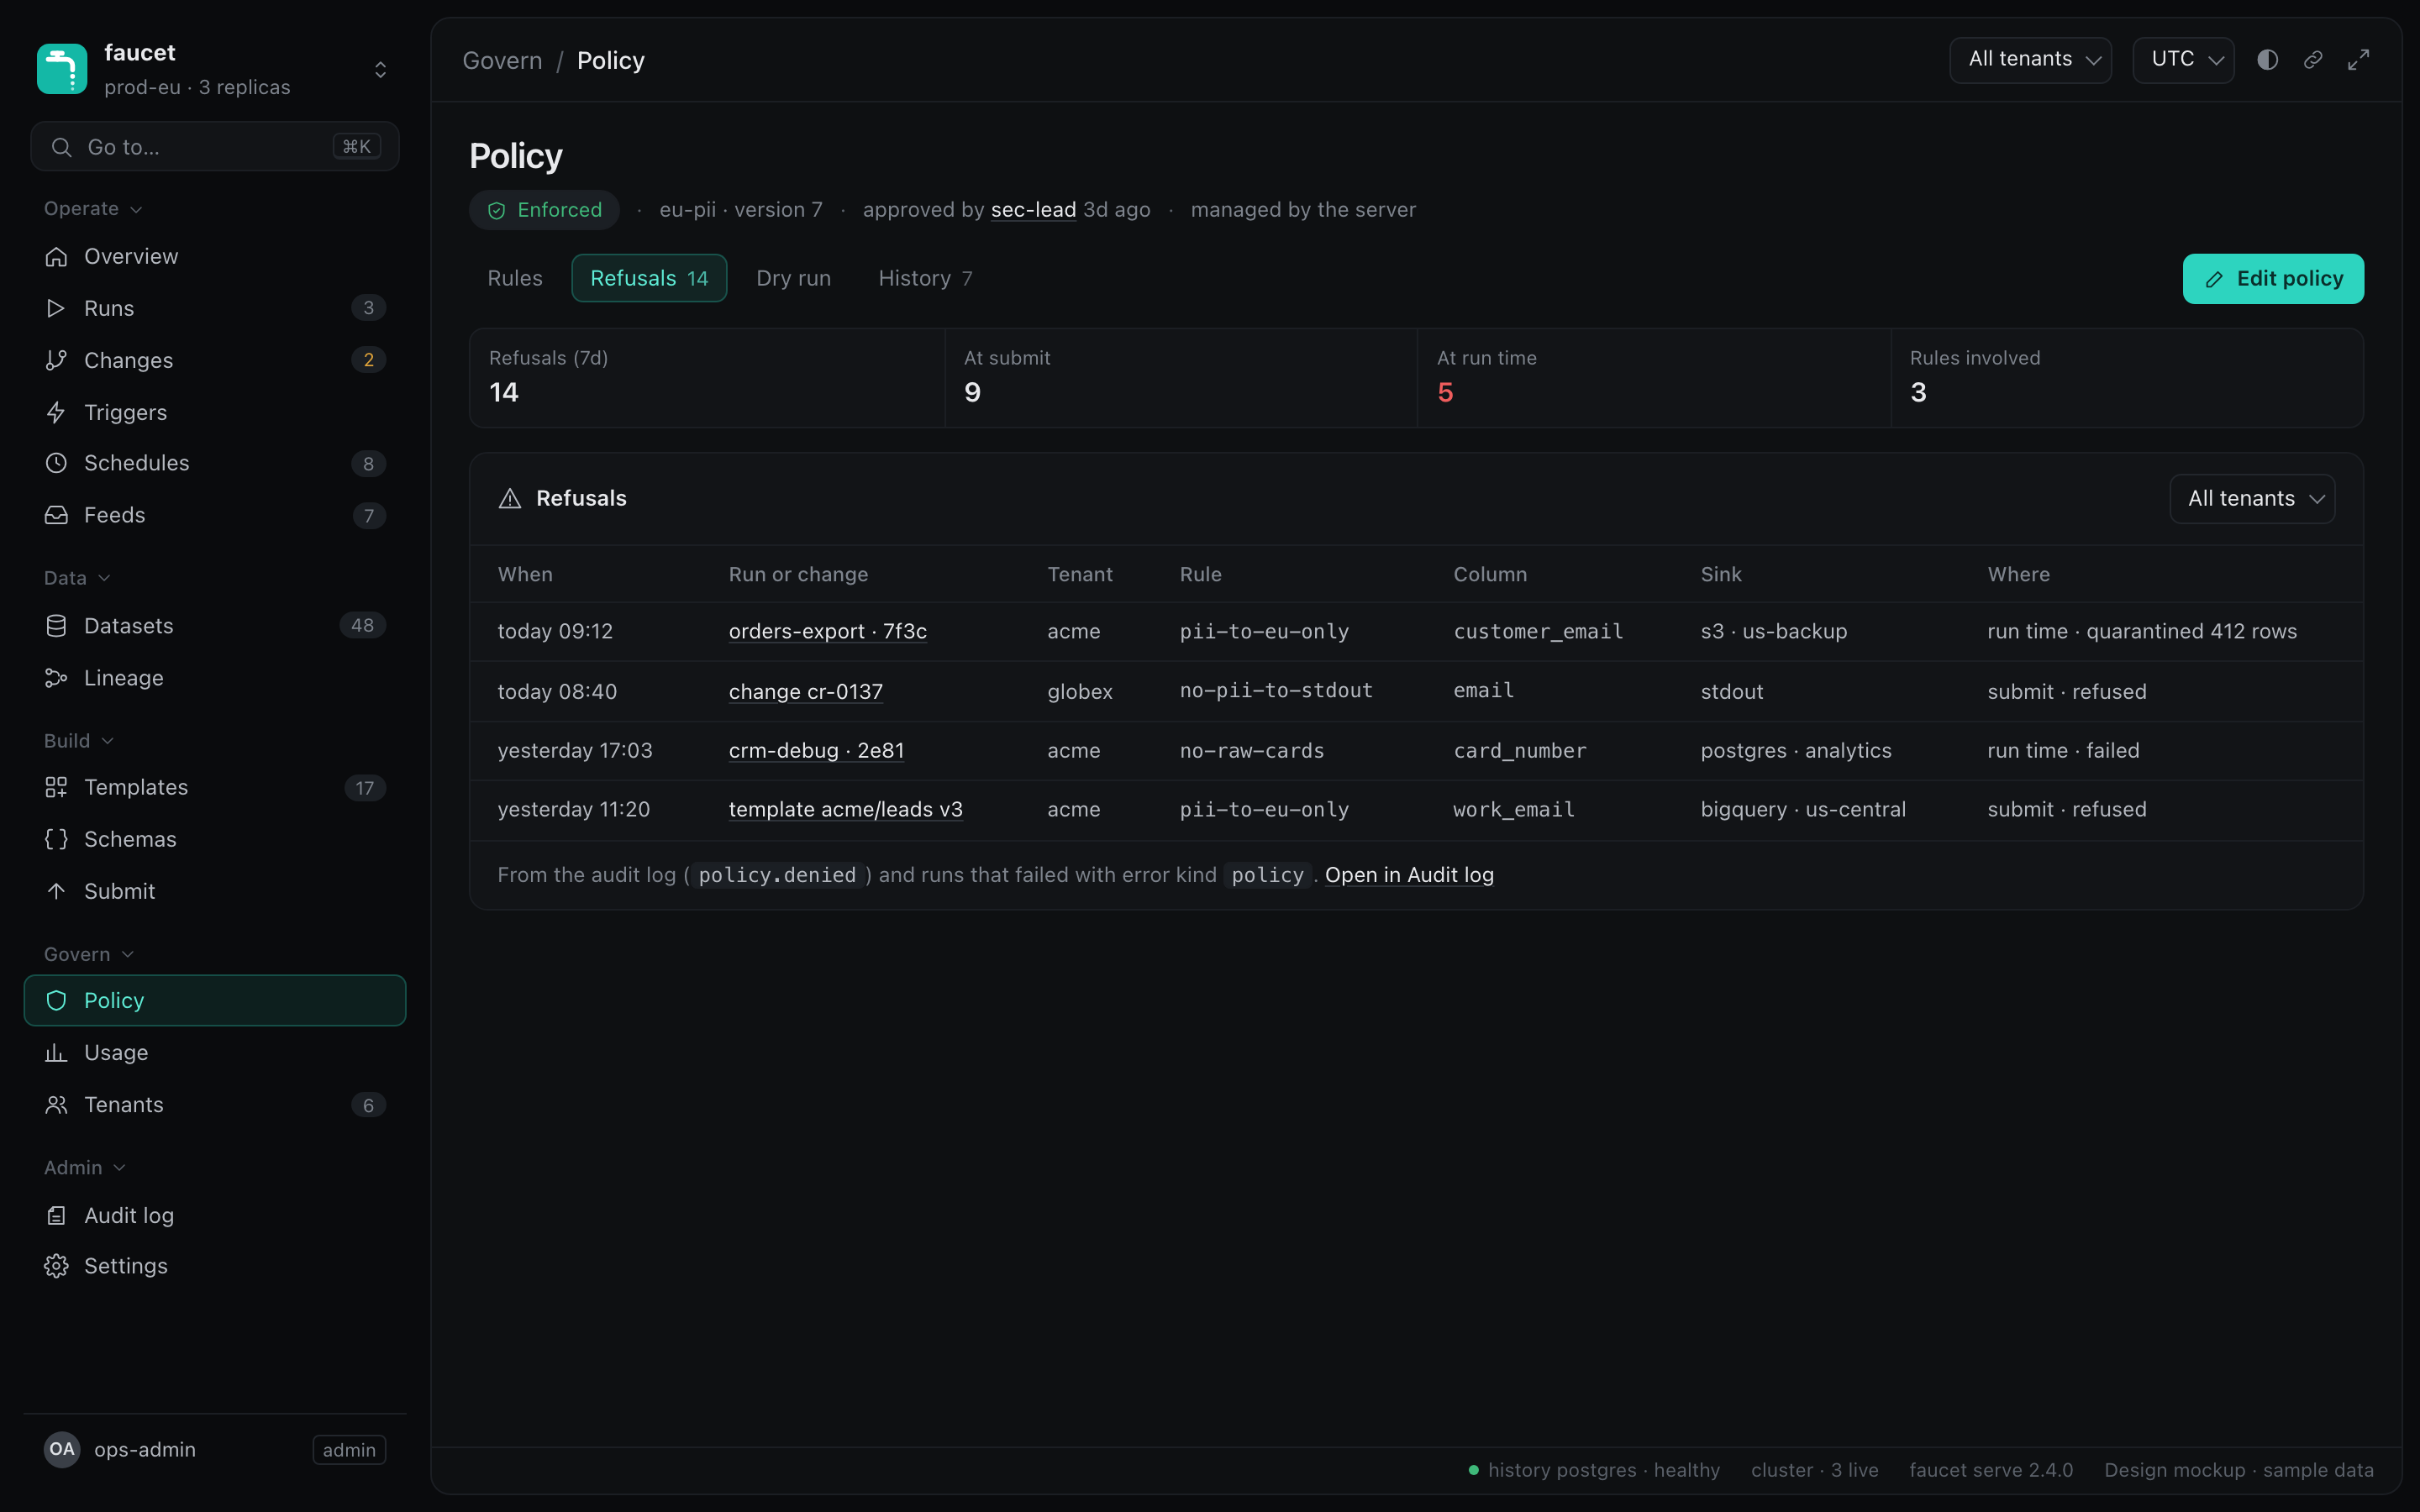 faucet
prod-eu · 3 replicas
Go to...
⌘K
Operate
Overview
Runs 3
Changes 2
Triggers
Schedules 8
Feeds 7
Data
Datasets 48
Lineage
Build
Templates 17
Schemas
Submit
Govern
Policy
Usage
Tenants 6
Admin
Audit log
Settings
OA ops-admin admin
Govern / Policy
All tenants UTC
Policy
Enforced · eu-pii · version 7 · approved by sec-lead 3d ago · managed by the server
Rules Refusals 14 Dry run History 7 Edit policy
Refusals (7d) At submit At run time Rules involved
14 9 5 3
Refusals All tenants
When Run or change Tenant Rule Column Sink Where
today 09:12 orders-export · 7f3c acme pii-to-eu-only customer_email s3 · us-backup run time · quarantined 412 rows
today 08:40 change cr-0137 globex no-pii-to-stdout email stdout submit · refused
yesterday 17:03 crm-debug · 2e81 acme no-raw-cards card_number postgres · analytics run time · failed
yesterday 11:20 template acme/leads v3 acme pii-to-eu-only work_email bigquery · us-central submit · refused
From the audit log (policy.denied) and runs that failed with error kind policy. Open in Audit log
history postgres · healthy cluster · 3 live faucet serve 2.4.0 Design mockup · sample data